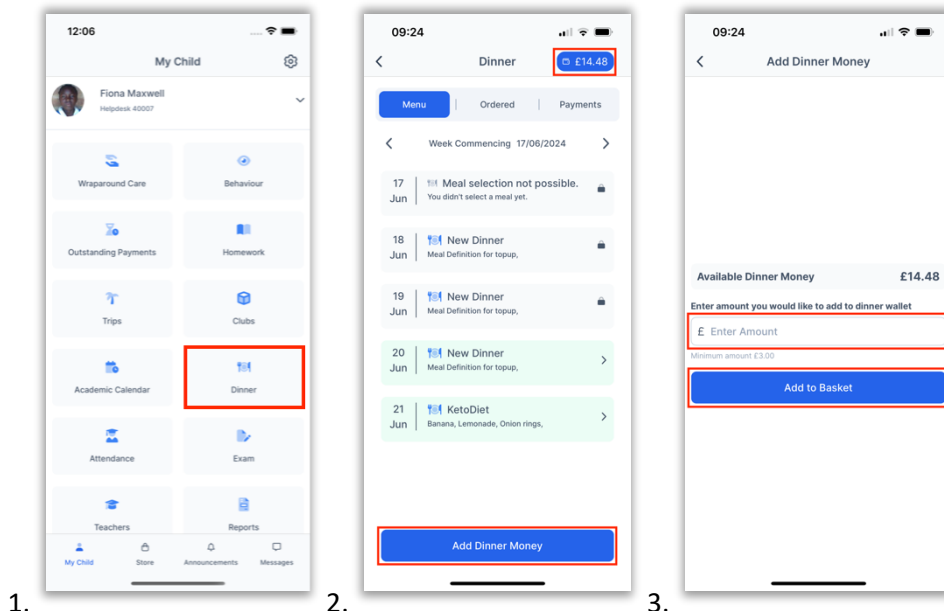 12:06
My Child
Fiona Maxwell
Helpdesk 40007
Wraparound Care
Behaviour
Outstanding Payments
Homework
Trips
Clubs
Academic Calendar
Dinner
Attendance
Exam
Teachers
Reports
My Child
Store
Announcements
Messages
1.
09:24
Dinner
£14.48
Menu
Ordered
Payments
Week Commencing 17/06/2024
17
Jun
Meal selection not possible.
You didn't select a meal yet.
18
Jun
New Dinner
Meal Definition for topup,
19
Jun
New Dinner
Meal Definition for topup,
20
Jun
New Dinner
Meal Definition for topup,
21
Jun
KetoDiet
Banana, Lemonade, Onion rings,
Add Dinner Money
2.
09:24
Add Dinner Money
Available Dinner Money £14.48
Enter amount you would like to add to dinner wallet
£ Enter Amount
Minimum amount £3.00
Add to Basket
3.